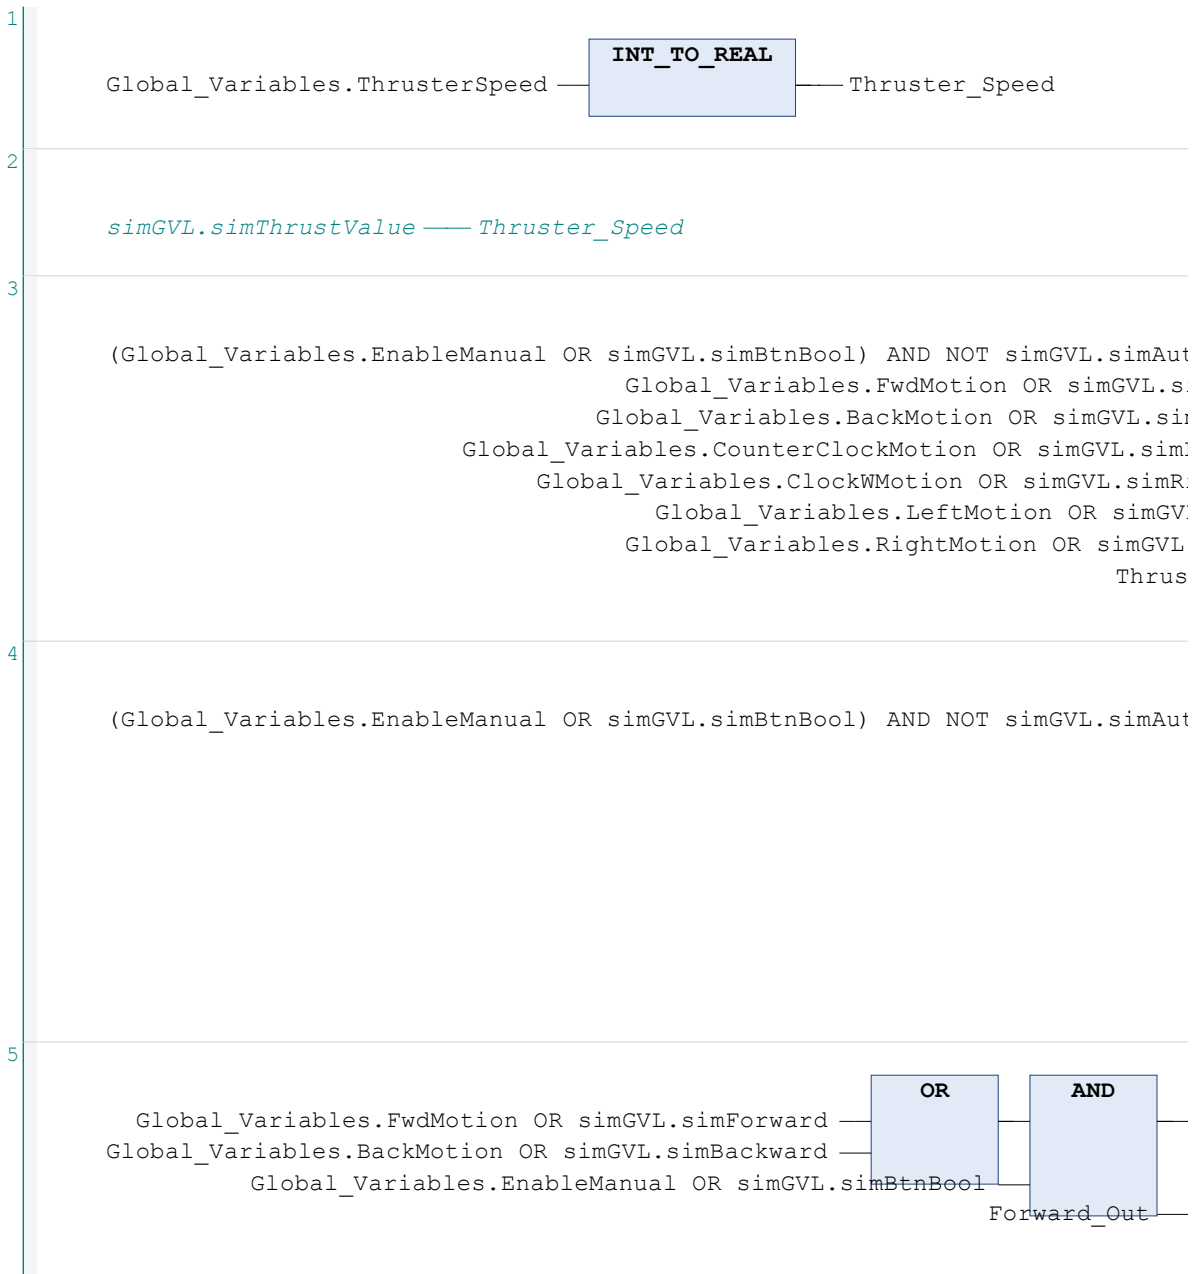 1
INT_TO_REAL
Global_Variables.ThrusterSpeed Thruster_Speed
2
simGVL.simThrustValue Thruster_Speed
3
(Global_Variables.EnableManual OR simGVL.simBtnBool) AND NOT simGVL.simAut
Global_Variables.FwdMotion OR simGVL.si
Global_Variables.BackMotion OR simGVL.sim
Global_Variables.CounterClockMotion OR simGVL.sim
Global_Variables.ClockWMotion OR simGVL.simRi
Global_Variables.LeftMotion OR simGVL
Global_Variables.RightMotion OR simGVL
Thrus
4
(Global_Variables.EnableManual OR simGVL.simBtnBool) AND NOT simGVL.simAut
5
OR AND
Global_Variables.FwdMotion OR simGVL.simForward
Global_Variables.BackMotion OR simGVL.simBackward
Global_Variables.EnableManual OR simGVL.simBtnBool
Forward_Out